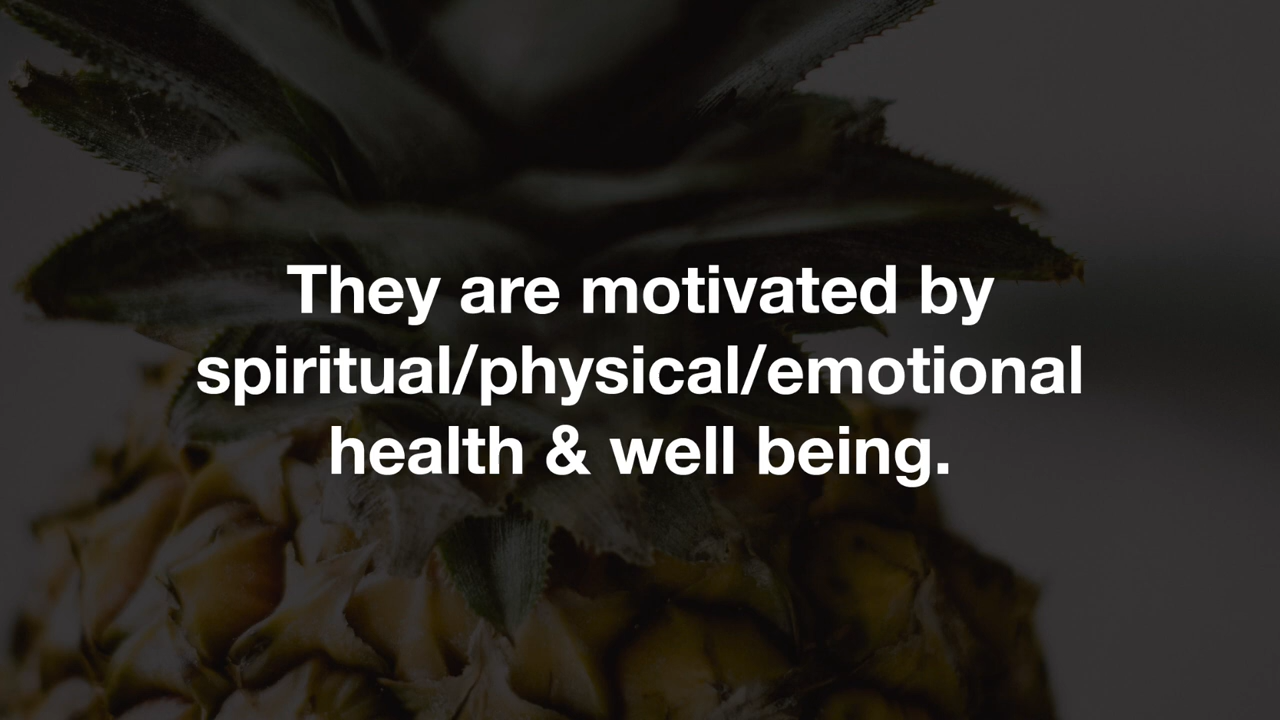 They are motivated by
spiritual/physical/emotional
health & well being.